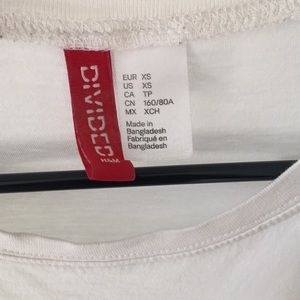 DIVIDED
H&M
EUR XS
US XS
CA TP
CN 160/80A
MX XCH
Made in
Bangladesh
Fabriqué en
Bangladesh